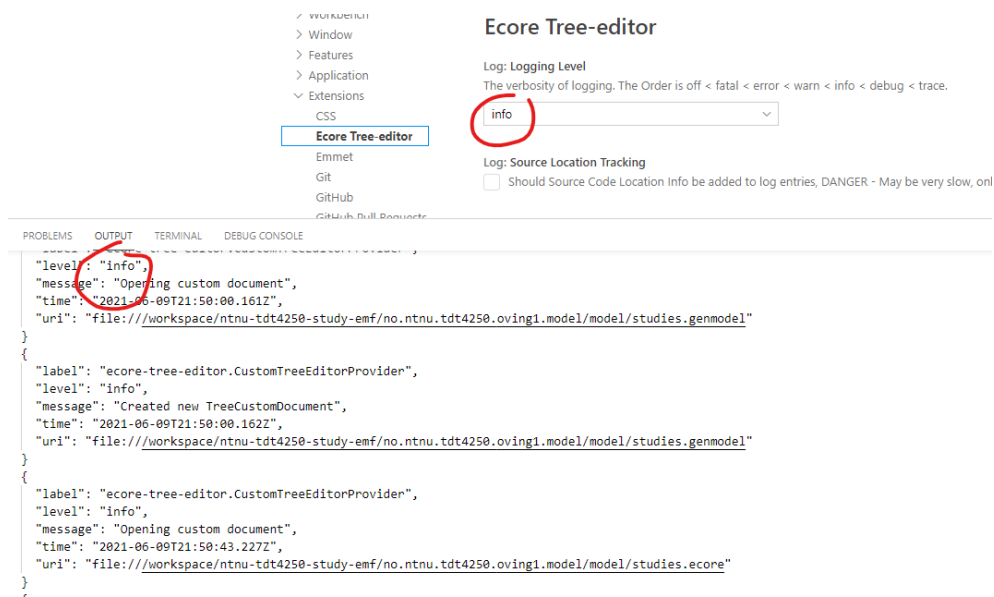 Workbench
Ecore Tree-editor
> Window
> Features
Log: Logging Level
> Application
The verbosity of logging. The Order is off < fatal < error < warn < info < debug < trace.
Extensions
info
CSS
Ecore Tree-editor
Emmet
Log: Source Location Tracking
Git
Should Source Code Location Info be added to log entries, DANGER - May be very slow, onl
GitHub
GitHub Pull Requests
PROBLEMS OUTPUT TERMINAL DEBUG CONSOLE
"label": "ecore-tree-editor.CustomTreeEditorProvider",
"level": "info",
"message": "Opening custom document",
"time": "2021-06-09T21:50:00.161Z",
"uri": "file:///workspace/ntnu-tdt4250-study-emf/no.ntnu.tdt4250.oving1.model/model/studies.genmodel"
}
{
"label": "ecore-tree-editor.CustomTreeEditorProvider",
"level": "info",
"message": "Created new TreeCustomDocument",
"time": "2021-06-09T21:50:00.162Z",
"uri": "file:///workspace/ntnu-tdt4250-study-emf/no.ntnu.tdt4250.oving1.model/model/studies.genmodel"
}
{
"label": "ecore-tree-editor.CustomTreeEditorProvider",
"level": "info",
"message": "Opening custom document",
"time": "2021-06-09T21:50:43.227Z",
"uri": "file:///workspace/ntnu-tdt4250-study-emf/no.ntnu.tdt4250.oving1.model/model/studies.ecore"
}
{